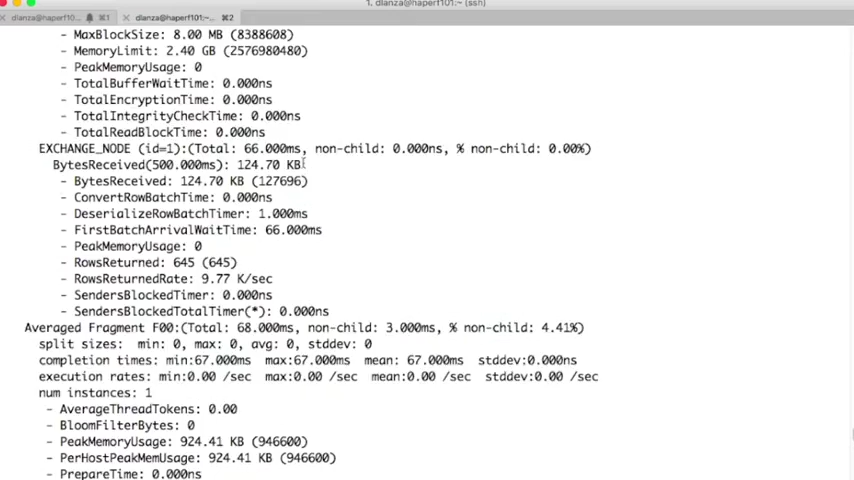 1. dlanza@haperf101:~ (ssh)
dlanza@haperf101:~... ⌘1
dlanza@haperf101:~... ⌘2
- MaxBlockSize: 8.00 MB (8388608)
- MemoryLimit: 2.40 GB (2576980480)
- PeakMemoryUsage: 0
- TotalBufferWaitTime: 0.000ns
- TotalEncryptionTime: 0.000ns
- TotalIntegrityCheckTime: 0.000ns
- TotalReadBlockTime: 0.000ns
EXCHANGE_NODE (id=1):(Total: 66.000ms, non-child: 0.000ns, % non-child: 0.00%)
BytesReceived(500.000ms): 124.70 KB
- BytesReceived: 124.70 KB (127696)
- ConvertRowBatchTime: 0.000ns
- DeserializeRowBatchTimer: 1.000ms
- FirstBatchArrivalWaitTime: 66.000ms
- PeakMemoryUsage: 0
- RowsReturned: 645 (645)
- RowsReturnedRate: 9.77 K/sec
- SendersBlockedTimer: 0.000ns
- SendersBlockedTotalTimer(*): 0.000ns
Averaged Fragment F00:(Total: 68.000ms, non-child: 3.000ms, % non-child: 4.41%)
split sizes:  min: 0, max: 0, avg: 0, stddev: 0
completion times: min:67.000ms  max:67.000ms  mean: 67.000ms  stddev:0.000ns
execution rates: min:0.00 /sec  max:0.00 /sec  mean:0.00 /sec  stddev:0.00 /sec
num instances: 1
- AverageThreadTokens: 0.00
- BloomFilterBytes: 0
- PeakMemoryUsage: 924.41 KB (946600)
- PerHostPeakMemUsage: 924.41 KB (946600)
- PrepareTime: 0.000ns